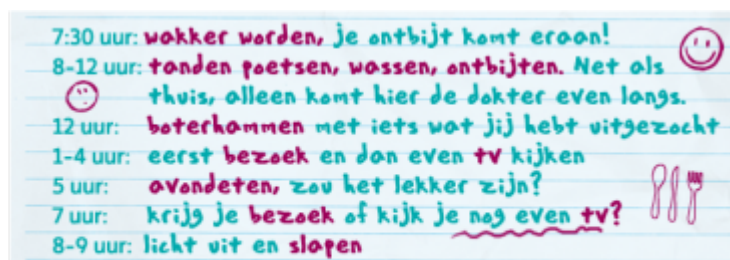 7:30 uur: wakker worden, je ontbijt komt eraan!
8-12 uur: tanden poetsen, wassen, ontbijten. Net als
thuis, alleen komt hier de dokter even langs.
12 uur: boterhammen met iets wat jij hebt uitgezocht
1-4 uur: eerst bezoek en dan even tv kijken
5 uur: avondeten, zou het lekker zijn?
7 uur: krijg je bezoek of kijk je nog even tv?
8-9 uur: licht uit en slapen